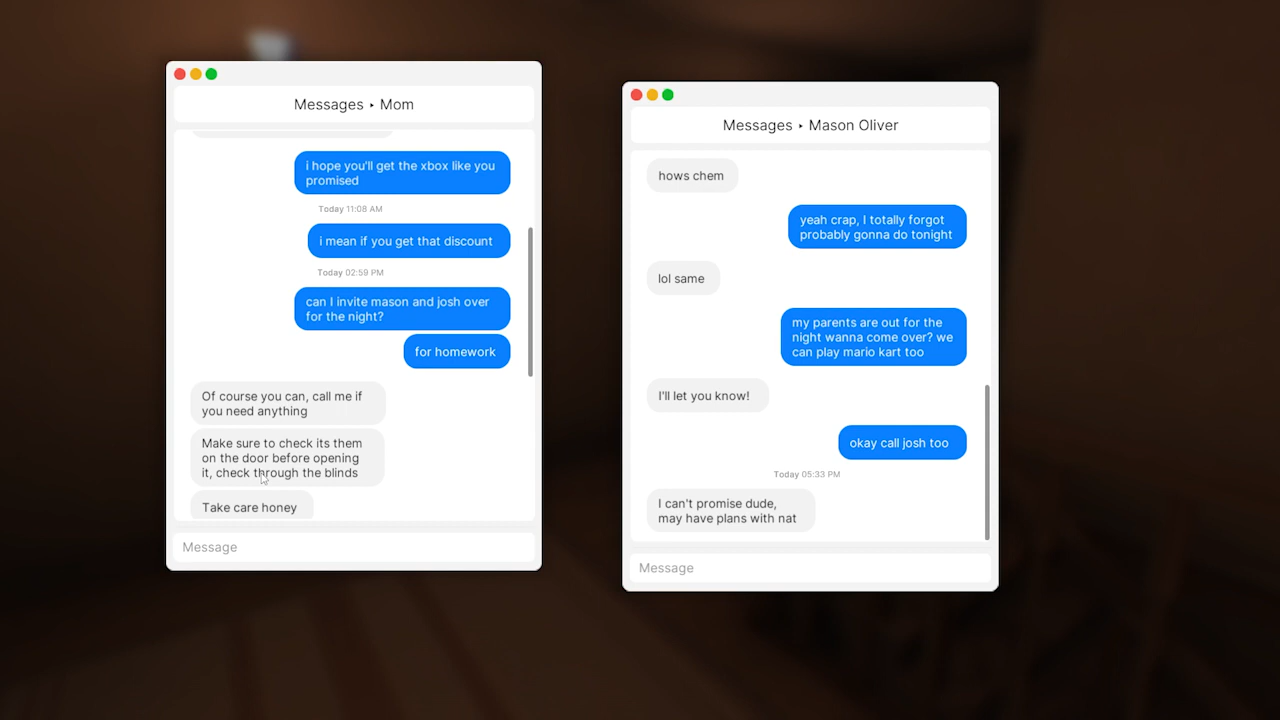 Messages ▸ Mom
i hope you'll get the xbox like you
promised
Today 11:08 AM
i mean if you get that discount
Today 02:59 PM
can I invite mason and josh over
for the night?
for homework
Of course you can, call me if
you need anything
Make sure to check its them
on the door before opening
it, check through the blinds
Take care honey
Message
Messages ▸ Mason Oliver
hows chem
yeah crap, I totally forgot
probably gonna do tonight
lol same
my parents are out for the
night wanna come over? we
can play mario kart too
I'll let you know!
okay call josh too
Today 05:33 PM
I can't promise dude,
may have plans with nat
Message